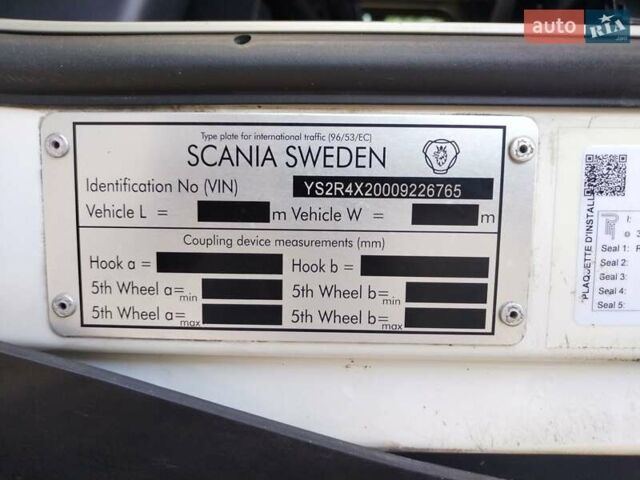 auto RIA.com
Type plate for international traffic (96/53/EC)
SCANIA SWEDEN
Identification No (VIN) YS2R4X20009226765
Vehicle L = m Vehicle W = m
Coupling device measurements (mm)
Hook a = Hook b =
5th Wheel a= min 5th Wheel b= min
5th Wheel a= max 5th Wheel b= max
PLAQUETTE D'INSTALL
I:
3
Seal 1: R
Seal 2:
Seal 3:
Seal 4:
Seal 5: